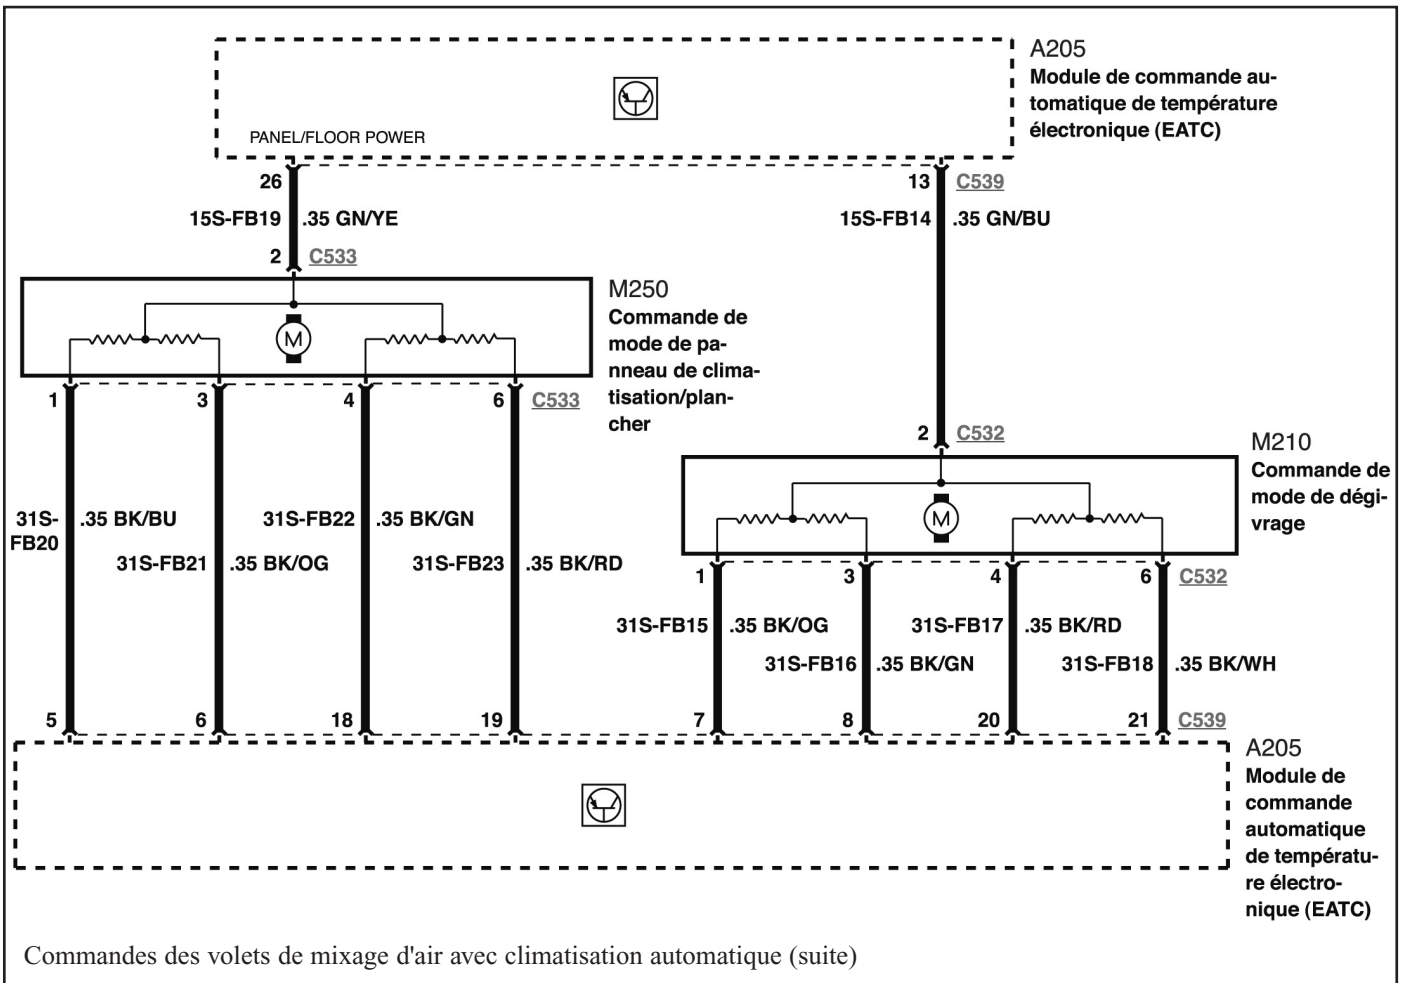 A205
Module de commande au-
tomatique de température
électronique (EATC)
PANEL/FLOOR POWER
26
13 C539
15S-FB19 .35 GN/YE
15S-FB14 .35 GN/BU
2 C533
M250
Commande de
mode de pa-
nneau de clima-
tisation/plan-
cher
M
1 3 4 6 C533
2 C532
M210
Commande de
mode de dégi-
vrage
M
31S-
FB20
.35 BK/BU
31S-FB22 .35 BK/GN
31S-FB21 .35 BK/OG
31S-FB23 .35 BK/RD
1 3 4 6 C532
31S-FB15 .35 BK/OG
31S-FB17 .35 BK/RD
31S-FB16 .35 BK/GN
31S-FB18 .35 BK/WH
5 6 18 19 7 8 20 21 C539
A205
Module de
commande
automatique
de températu-
re électro-
nique (EATC)
Commandes des volets de mixage d'air avec climatisation automatique (suite)